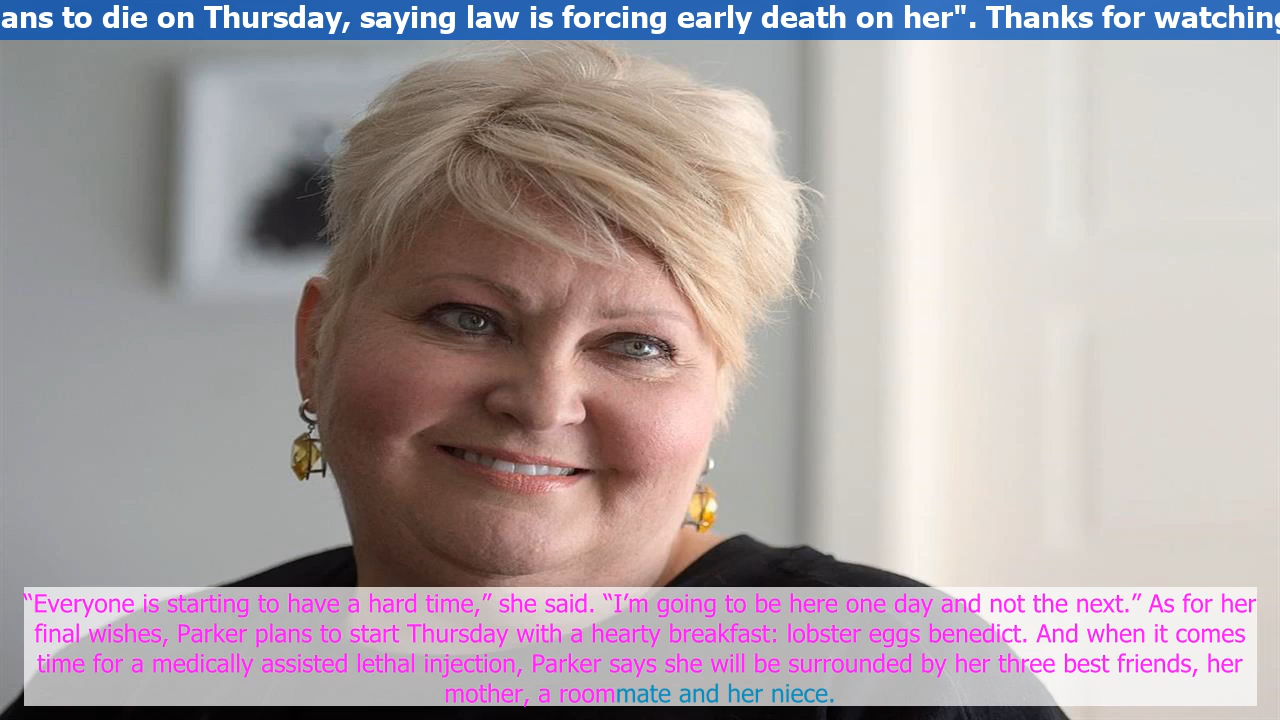 ans to die on Thursday, saying law is forcing early death on her". Thanks for watching
“Everyone is starting to have a hard time,” she said. “I’m going to be here one day and not the next.” As for her
final wishes, Parker plans to start Thursday with a hearty breakfast: lobster eggs benedict. And when it comes
time for a medically assisted lethal injection, Parker says she will be surrounded by her three best friends, her
mother, a roommate and her niece.